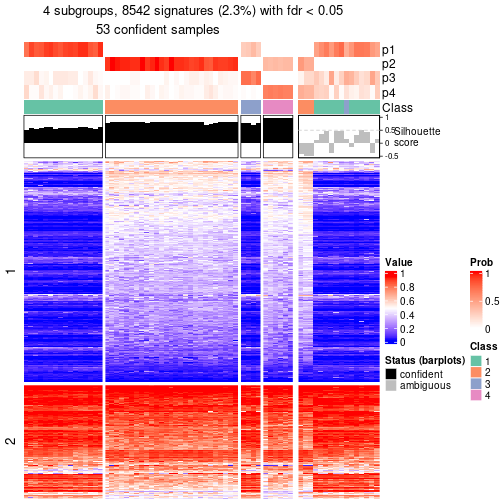 4 subgroups, 8542 signatures (2.3%) with fdr < 0.05
53 confident samples
p1
p2
p3
p4
Class
1
0.5
0
-0.5
Silhouette
score
1
2
Value
1
0.8
0.6
0.4
0.2
0
Status (barplots)
confident
ambiguous
Prob
1
0.5
0
Class
1
2
3
4